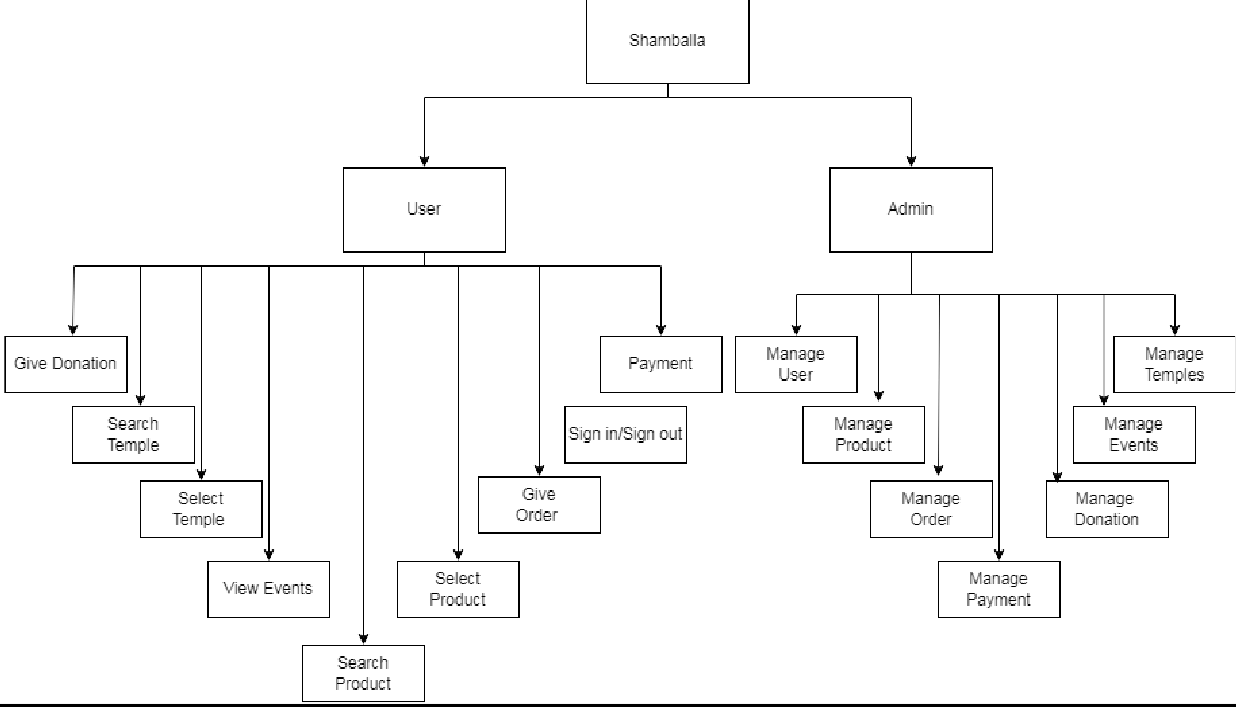 Shamballa
User
Admin
Give Donation
Payment
Manage
User
Manage
Temples
Search
Temple
Sign in/Sign out
Manage
Product
Manage
Events
Select
Temple
Give
Order
Manage
Order
Manage
Donation
View Events
Select
Product
Manage
Payment
Search
Product